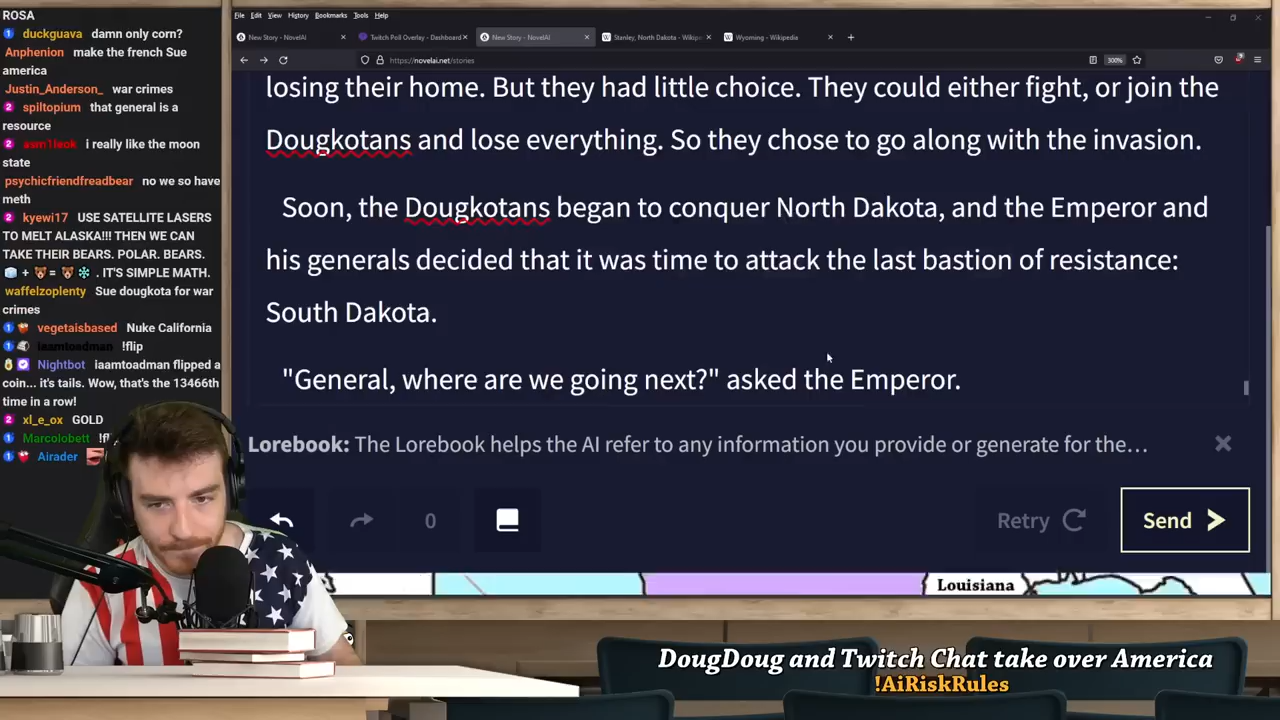 ROSA
duckguava damn only corn?
Anphenion make the french Sue
america
Justin_Anderson_ war crimes
spiltopium that general is a
resource
asm1leok i really like the moon
state
psychicfriendfreadbear no we so have
meth
kyewi17 USE SATELLITE LASERS
TO MELT ALASKA!!! THEN WE CAN
TAKE THEIR BEARS. POLAR. BEARS.
+ = . IT'S SIMPLE MATH.
waffelzoplenty Sue dougkota for war
crimes
vegetaisbased Nuke California
iaamtoadman !flip
Nightbot iaamtoadman flipped a
coin... it's tails. Wow, that's the 13466th
time in a row!
xl_e_ox GOLD
Marcolobett
Airader
File Edit View History Bookmarks Tools Help
New Story - NovelAI
Twitch Poll Overlay - Dashboard
New Story - NovelAI
Stanley, North Dakota - Wikip
Wyoming - Wikipedia
https://novelai.net/stories
300%
losing their home. But they had little choice. They could either fight, or join the
Dougkotans and lose everything. So they chose to go along with the invasion.
Soon, the Dougkotans began to conquer North Dakota, and the Emperor and
his generals decided that it was time to attack the last bastion of resistance:
South Dakota.
"General, where are we going next?" asked the Emperor.
Lorebook: The Lorebook helps the AI refer to any information you provide or generate for the…
0
Retry
Send
Louisiana
DougDoug and Twitch Chat take over America
!AiRiskRules